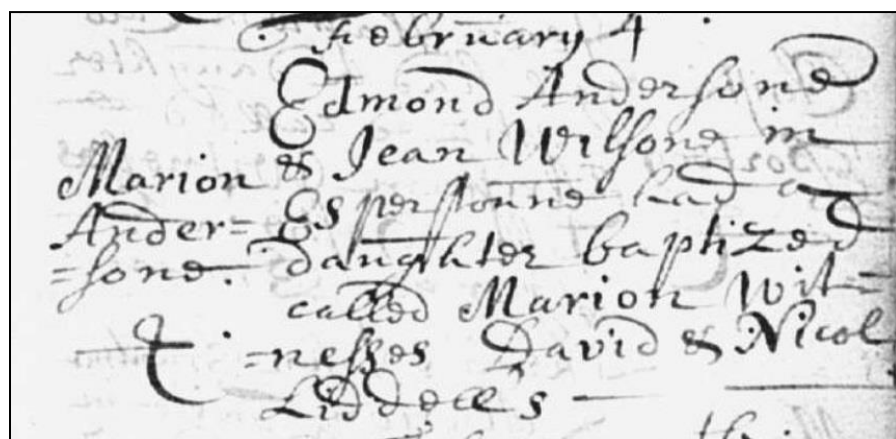 February 4
Edmond Andersone
& Jean Wilsone in
Esperstoune had a
daughter baptized
called Marion Wit=
=nesses David & Nicol
Liddells
Marion
Ander=
=sone.